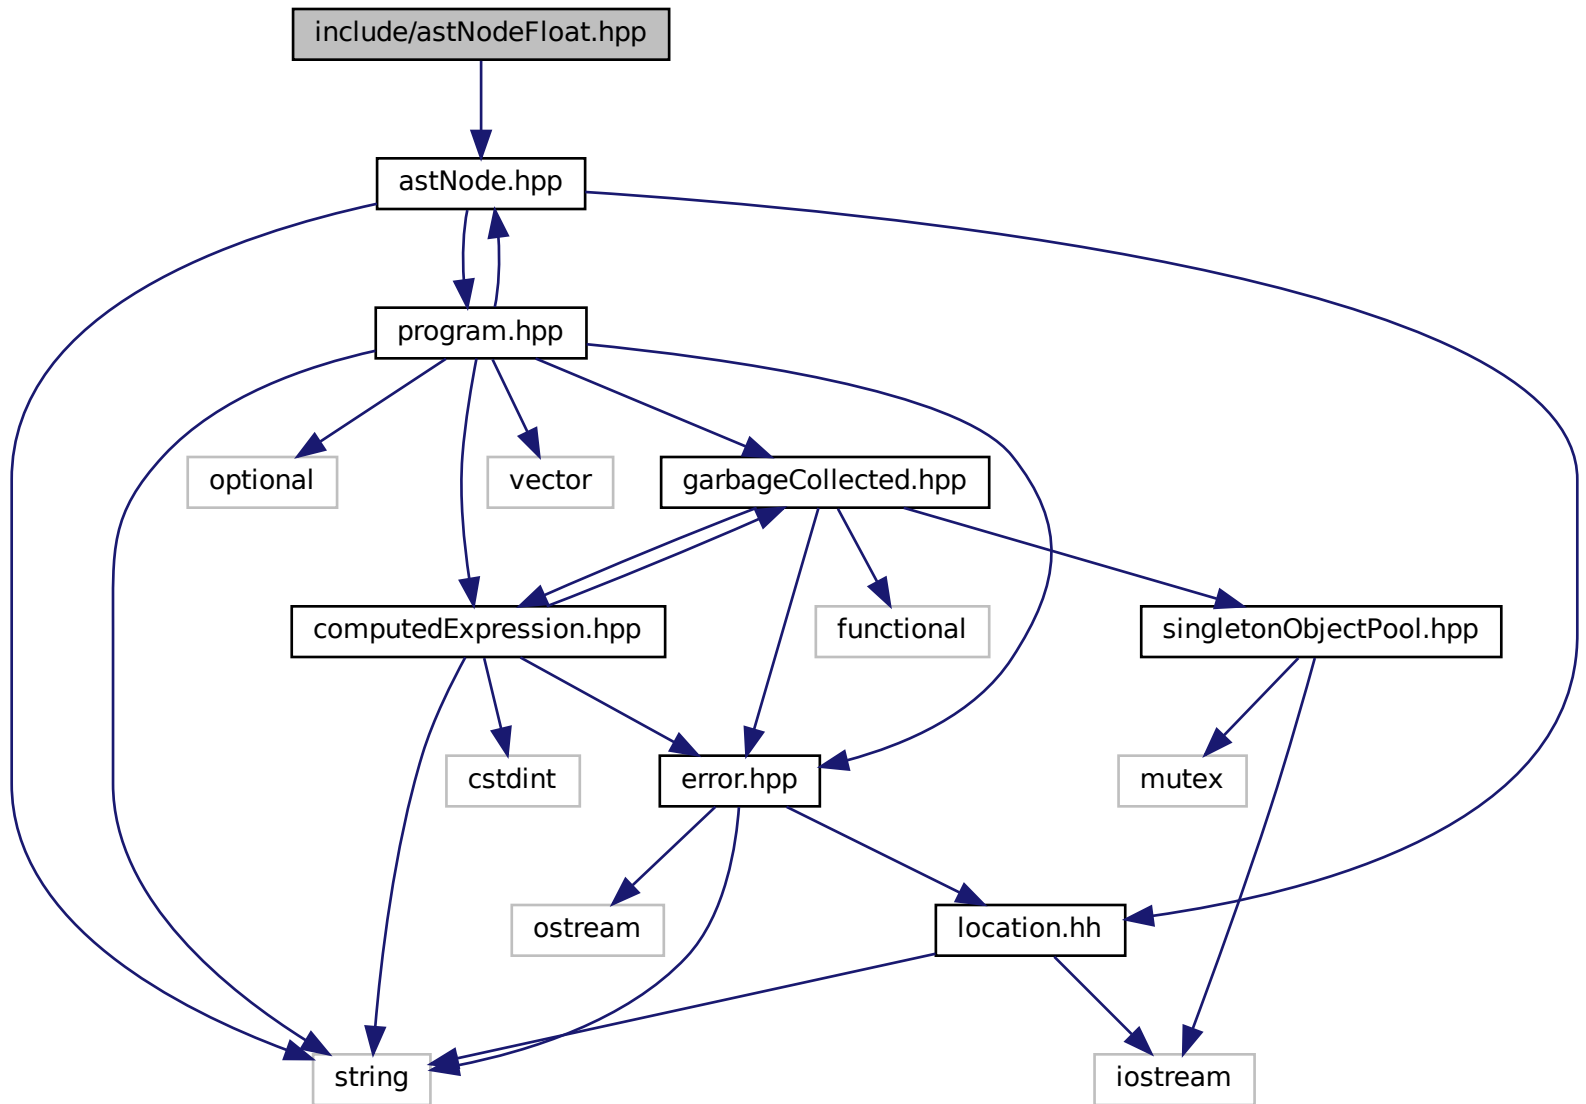 include/astNodeFloat.hpp
astNode.hpp
program.hpp
optional
vector
garbageCollected.hpp
computedExpression.hpp
functional
singletonObjectPool.hpp
cstdint
error.hpp
mutex
ostream
location.hh
string
iostream